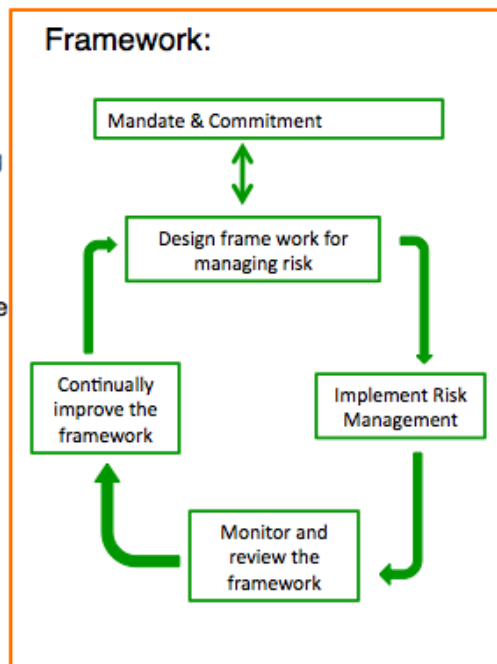 Framework:
Mandate & Commitment
Design frame work for
managing risk
Continually
improve the
framework
Implement Risk
Management
Monitor and
review the
framework